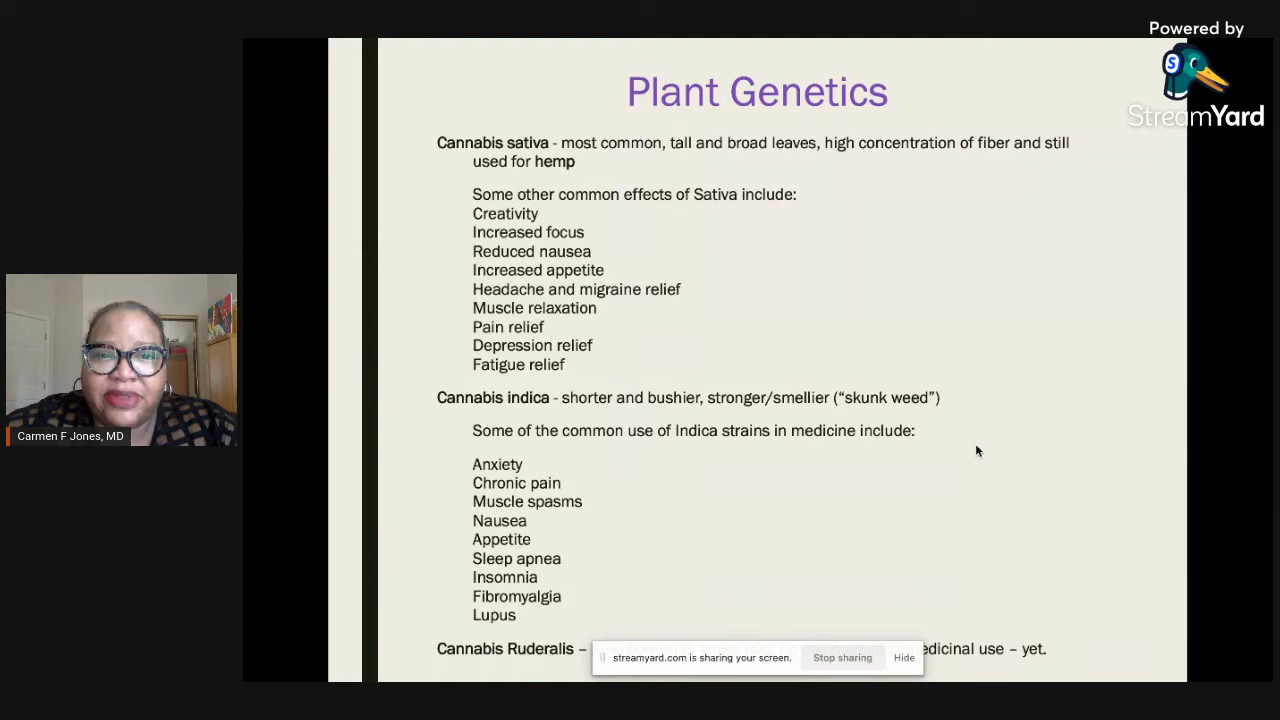 Powered by
StreamYard
Plant Genetics
Cannabis sativa - most common, tall and broad leaves, high concentration of fiber and still
used for hemp
Some other common effects of Sativa include:
Creativity
Increased focus
Reduced nausea
Increased appetite
Headache and migraine relief
Muscle relaxation
Pain relief
Depression relief
Fatigue relief
Cannabis indica - shorter and bushier, stronger/smellier (“skunk weed”)
Some of the common use of Indica strains in medicine include:
Anxiety
Chronic pain
Muscle spasms
Nausea
Appetite
Sleep apnea
Insomnia
Fibromyalgia
Lupus
Cannabis Ruderalis – edicinal use – yet.
streamyard.com is sharing your screen. Stop sharing Hide
Carmen F Jones, MD